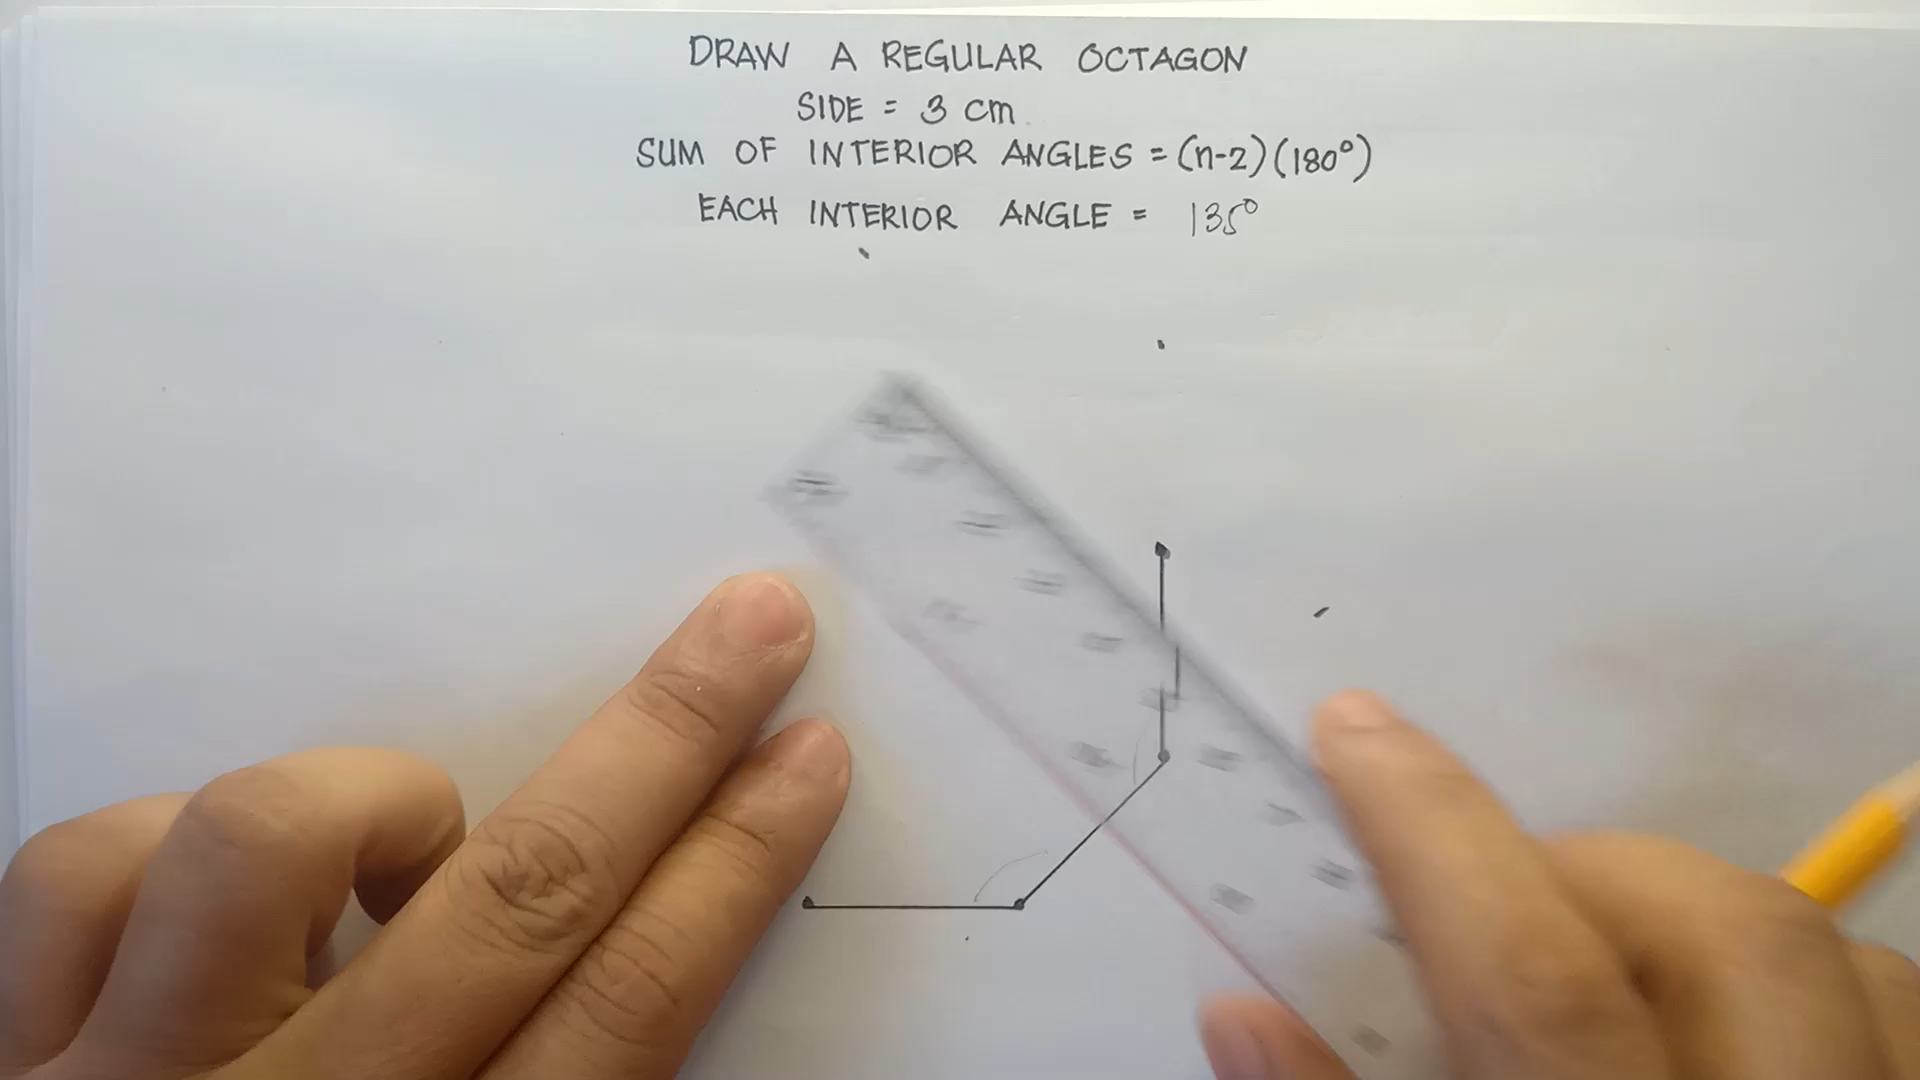 DRAW A REGULAR OCTAGON
SIDE = 3 cm
SUM OF INTERIOR ANGLES = (n-2)(180°)
EACH INTERIOR ANGLE = 135°